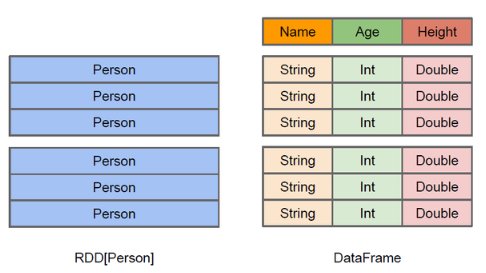 Name Age Height
Person String Int Double
Person String Int Double
Person String Int Double
Person String Int Double
Person String Int Double
Person String Int Double
RDD[Person] DataFrame